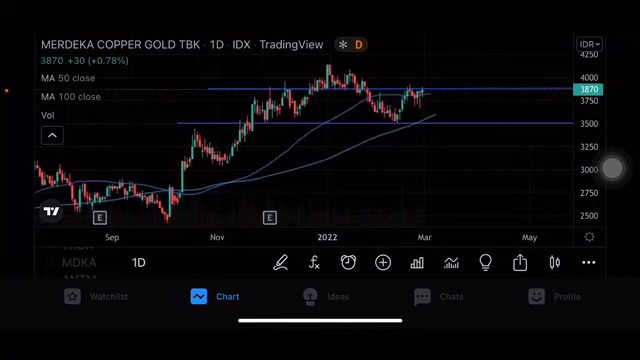 MERDEKA COPPER GOLD TBK · 1D · IDX · TradingView D IDR
3870 +30 (+0.78%)
MA 50 close
MA 100 close
Vol
4250
4000
3870
3750
3500
3250
3000
2750
2500
E E
Sep Nov 2022 Mar May
MDKA 1D
ANTM
Watchlist Chart Ideas Chats Profile